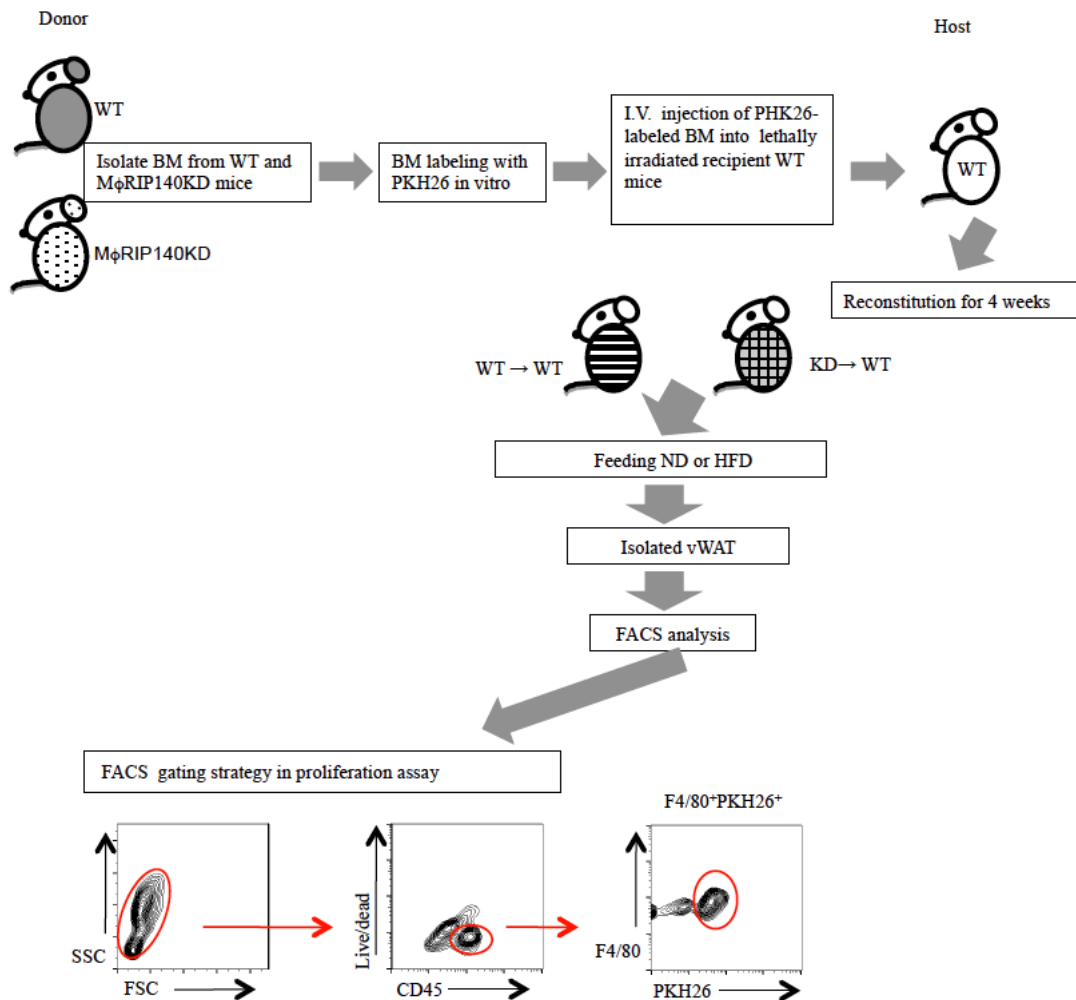 Donor
Host
WT
Isolate BM from WT and
MϕRIP140KD mice
BM labeling with
PKH26 in vitro
I.V. injection of PHK26-
labeled BM into lethally
irradiated recipient WT
mice
WT
MϕRIP140KD
Reconstitution for 4 weeks
WT → WT
KD→ WT
Feeding ND or HFD
Isolated vWAT
FACS analysis
FACS gating strategy in proliferation assay
F4/80⁺PKH26⁺
SSC
FSC
Live/dead
CD45
F4/80
PKH26